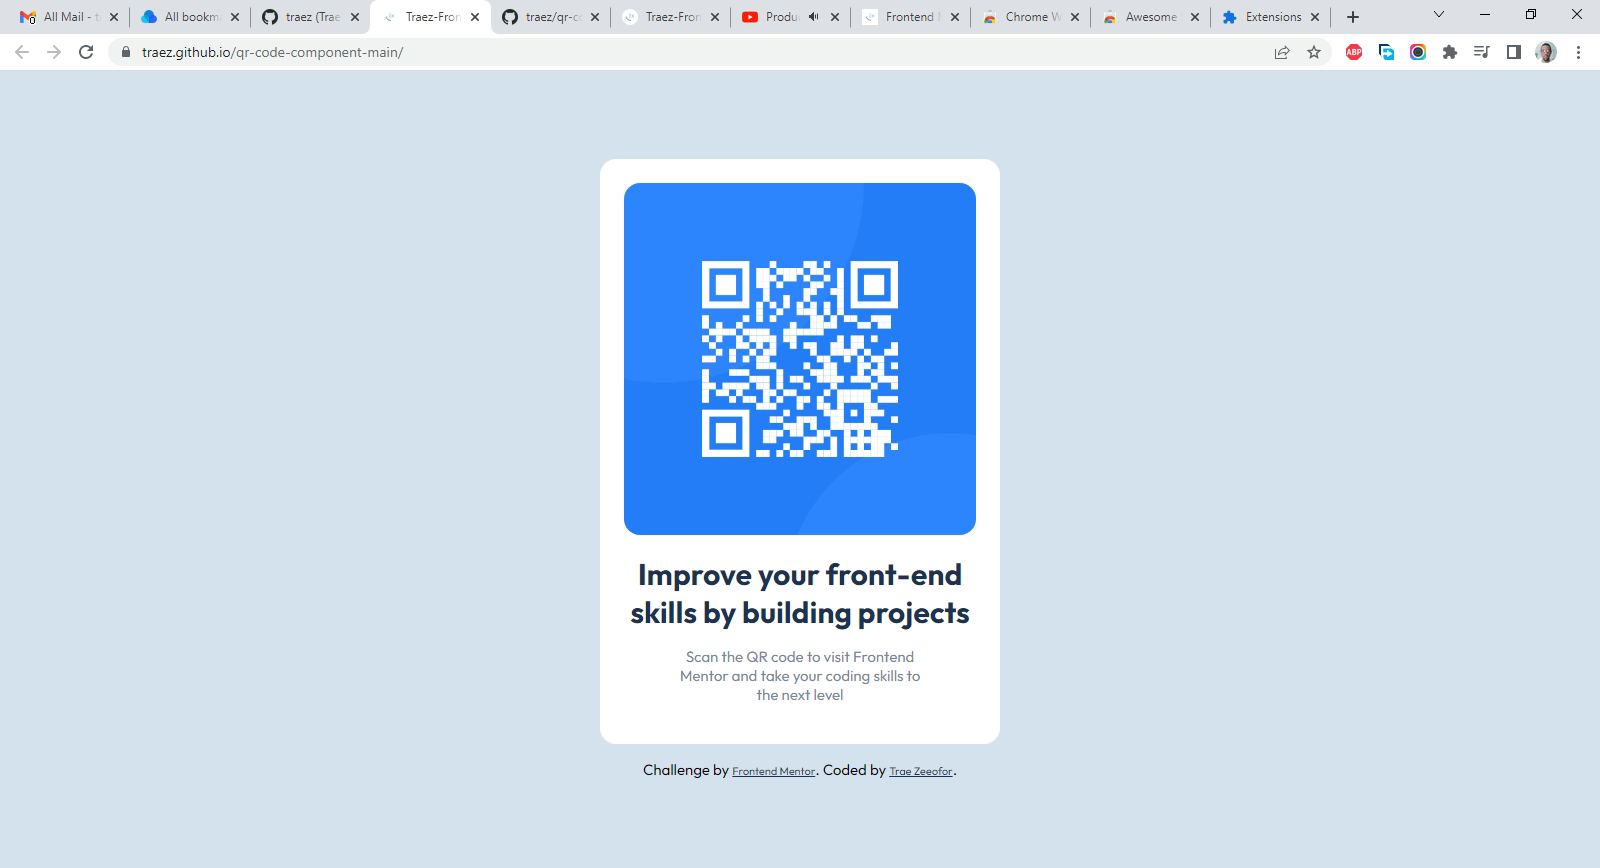 All Mail - t
All bookm
traez (Trae
Traez-Fron
traez/qr-co
Traez-Fron
Produ
Frontend M
Chrome W
Awesome
Extensions
traez.github.io/qr-code-component-main/
ABP
Improve your front-end
skills by building projects
Scan the QR code to visit Frontend
Mentor and take your coding skills to
the next level
Challenge by Frontend Mentor. Coded by Trae Zeeofor.